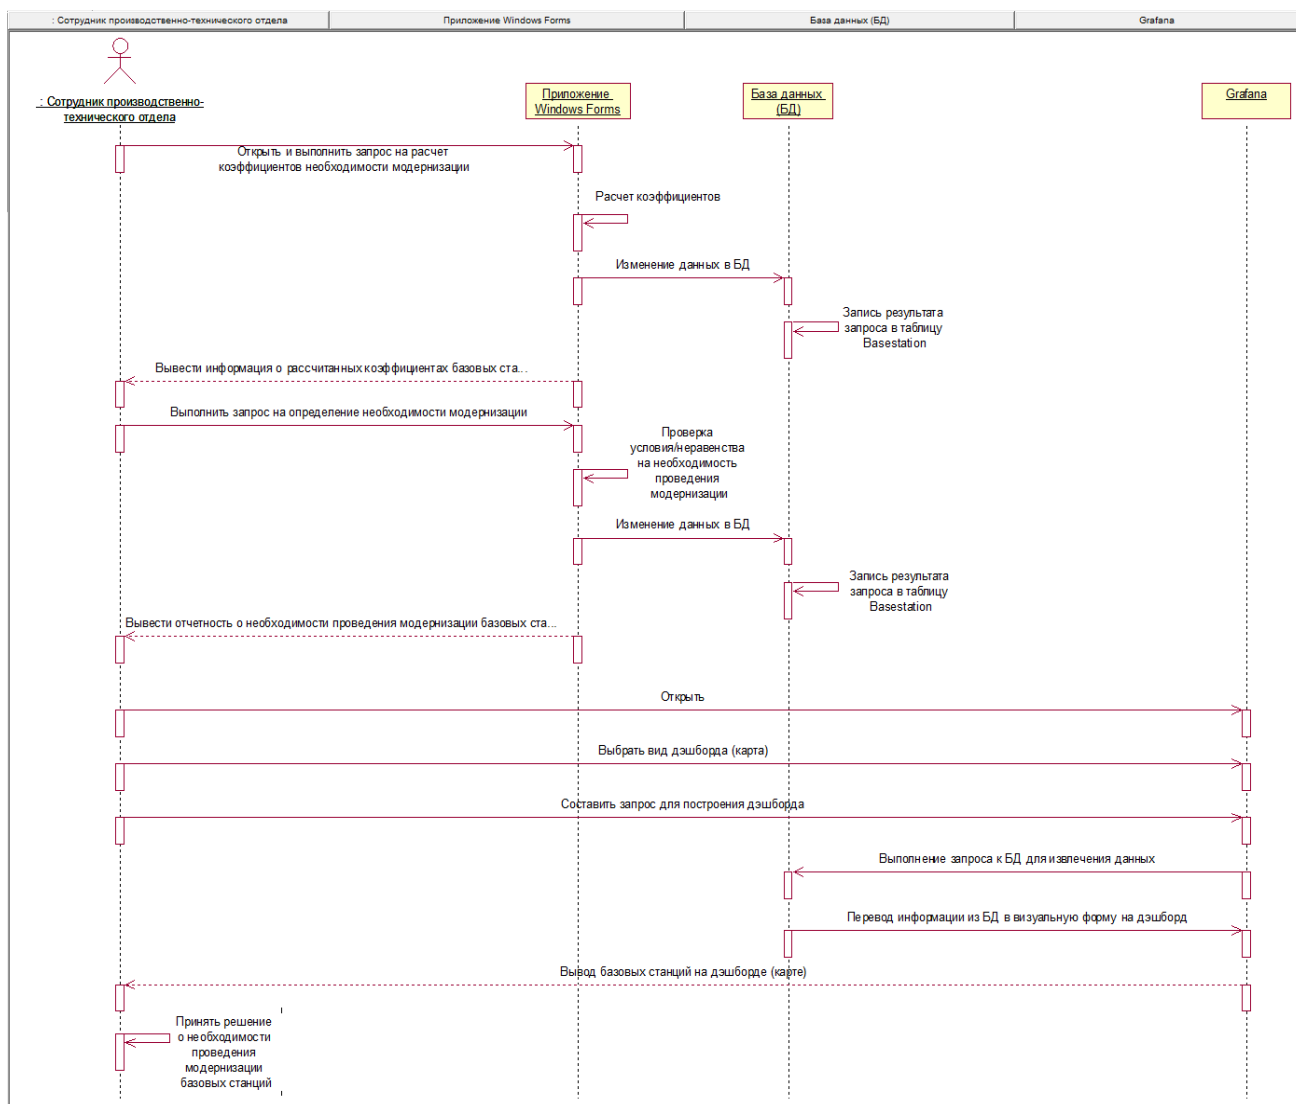 : Сотрудник производственно-технического отдела
Приложение Windows Forms
База данных (БД)
Grafana
: Сотрудник производственно-
технического отдела
Приложение
Windows Forms
База данных
(БД)
Grafana
Открыть и выполнить запрос на расчет
коэффициентов необходимости модернизации
Расчет коэффициентов
Изменение данных в БД
Запись результата
запроса в таблицу
Basestation
Вывести информация о рассчитанных коэффициентах базовых ста...
Выполнить запрос на определение необходимости модернизации
Проверка
условия/неравенства
на необходимость
проведения
модернизации
Изменение данных в БД
Запись результата
запроса в таблицу
Basestation
Вывести отчетность о необходимости проведения модернизации базовых ста...
Открыть
Выбрать вид дэшборда (карта)
Составить запрос для построения дэшборда
Выполнение запроса к БД для извлечения данных
Перевод информации из БД в визуальную форму на дэшборд
Вывод базовых станций на дэшборде (карте)
Принять решение
о необходимости
проведения
модернизации
базовых станций